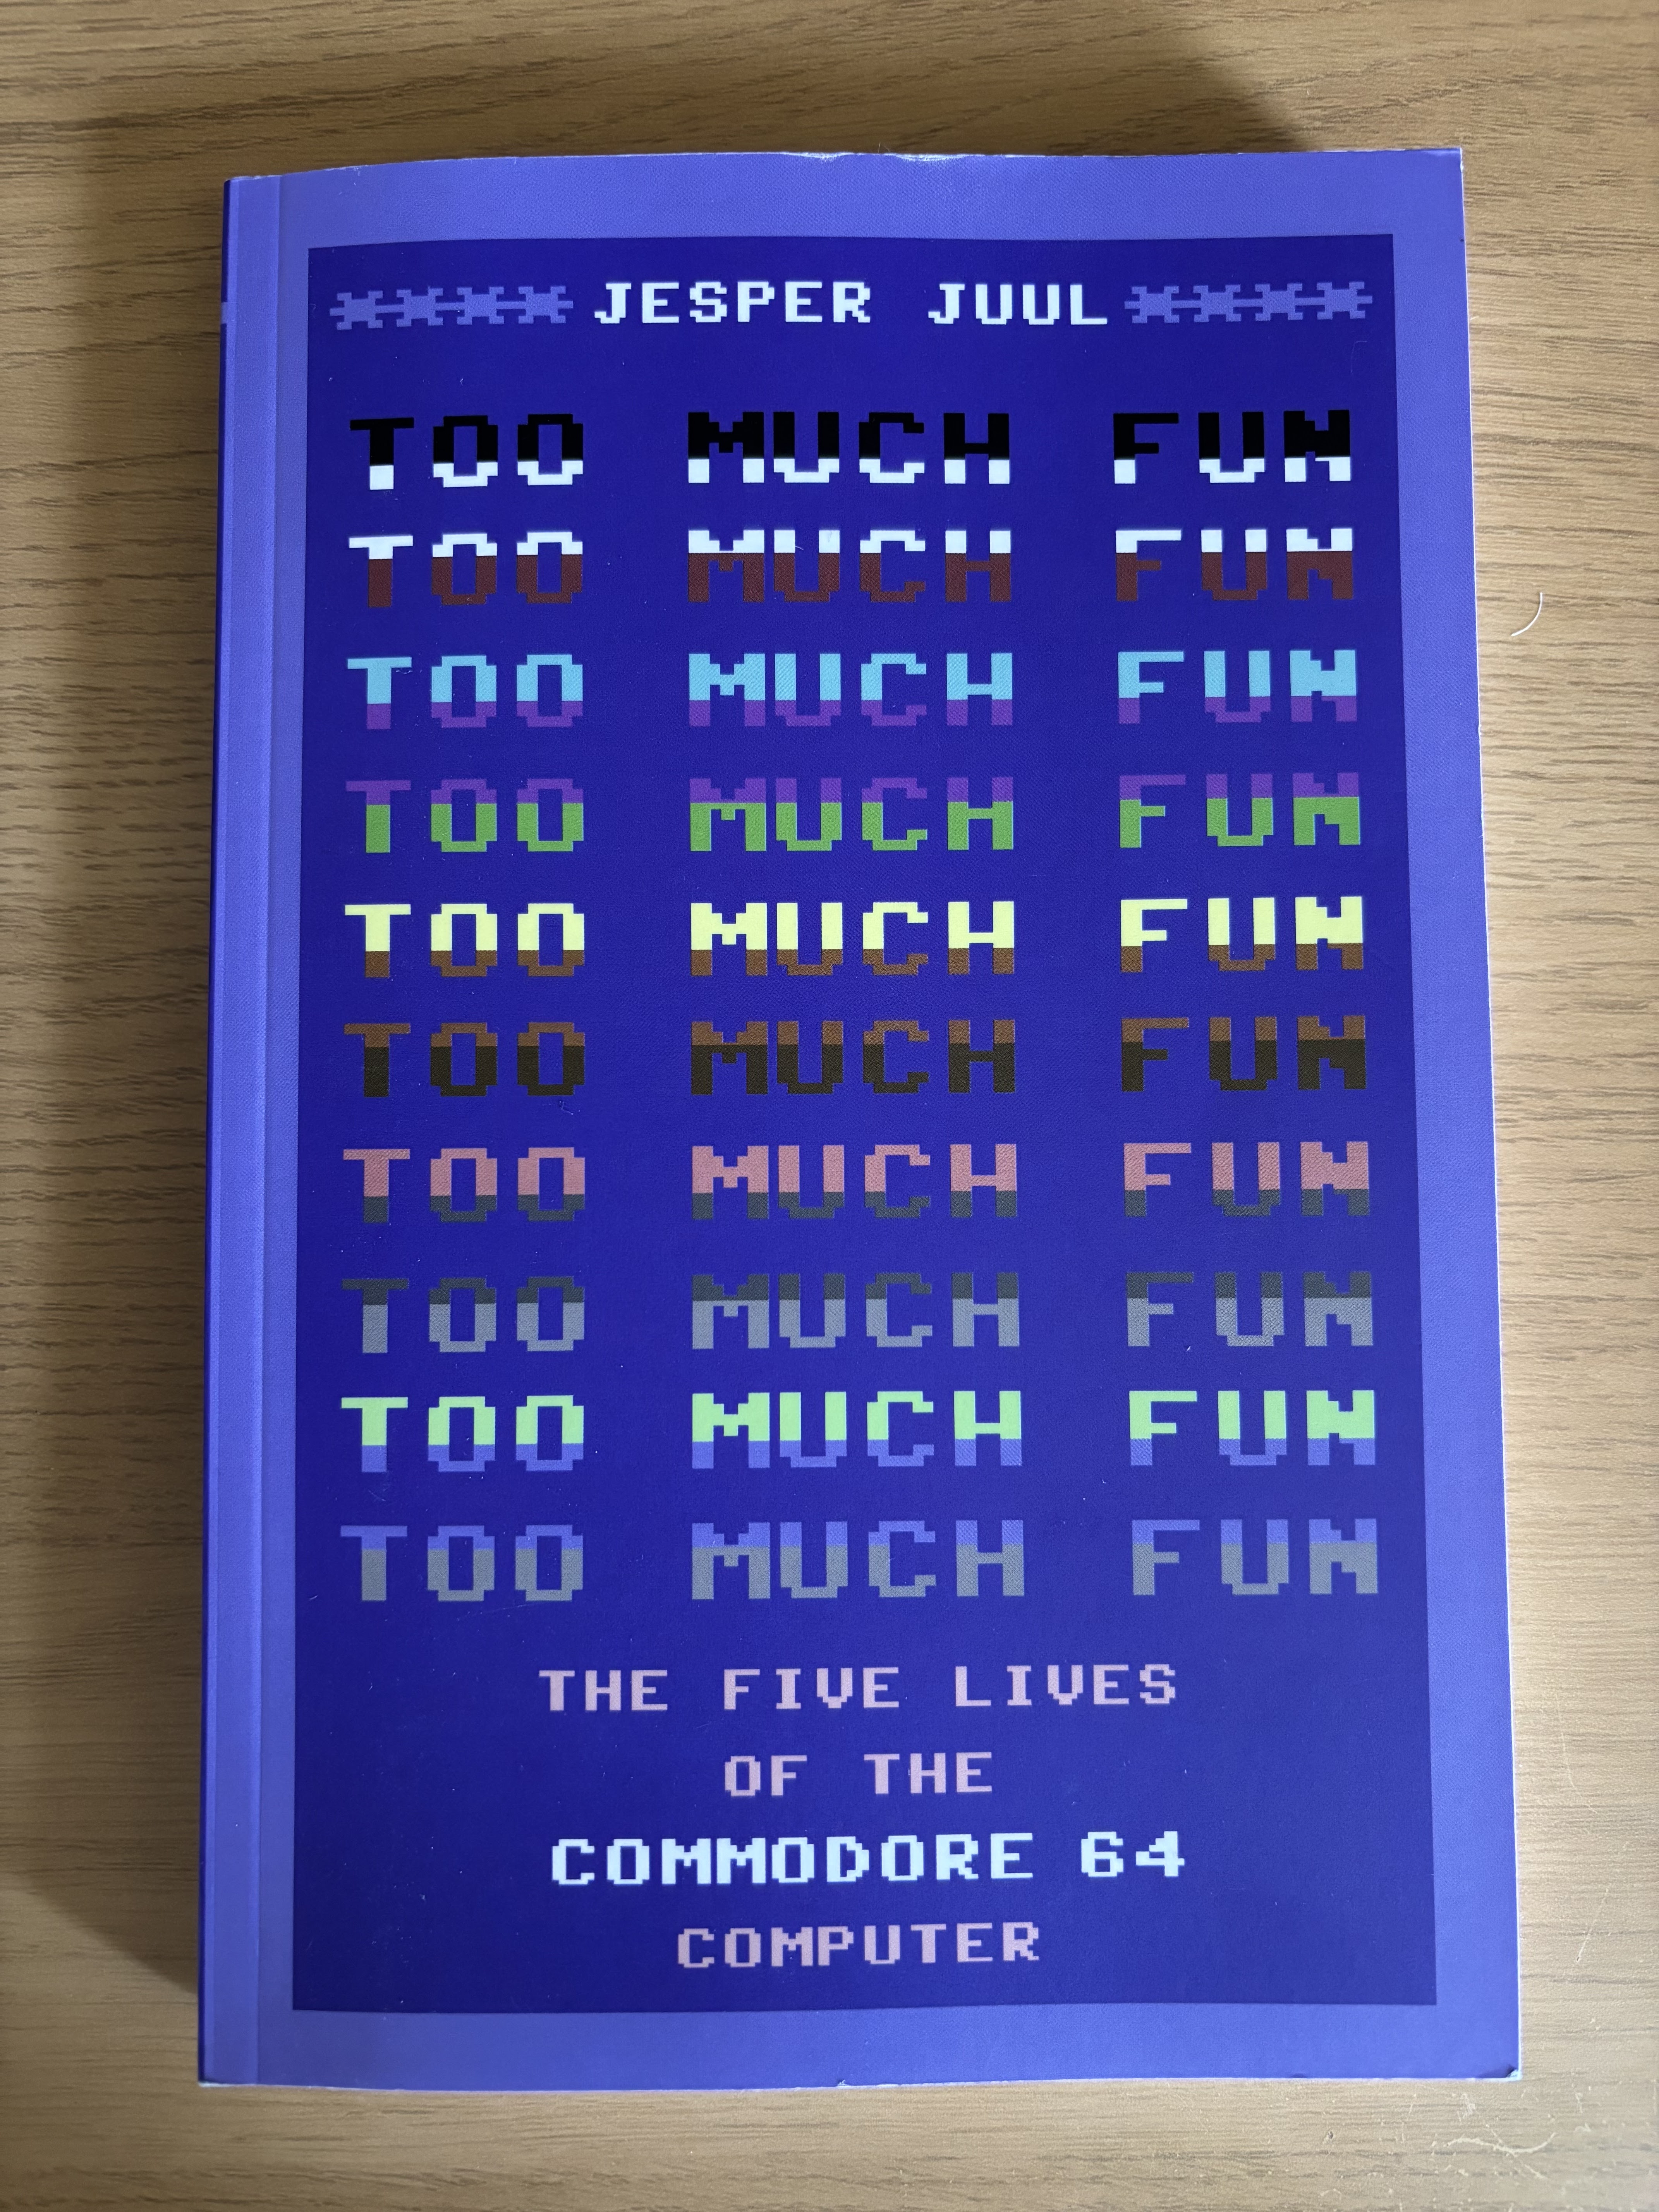 JESPER JUUL
TOO MUCH FUN
TOO MUCH FUN
TOO MUCH FUN
TOO MUCH FUN
TOO MUCH FUN
TOO MUCH FUN
TOO MUCH FUN
TOO MUCH FUN
TOO MUCH FUN
TOO MUCH FUN
THE FIVE LIVES
OF THE
COMMODORE 64
COMPUTER